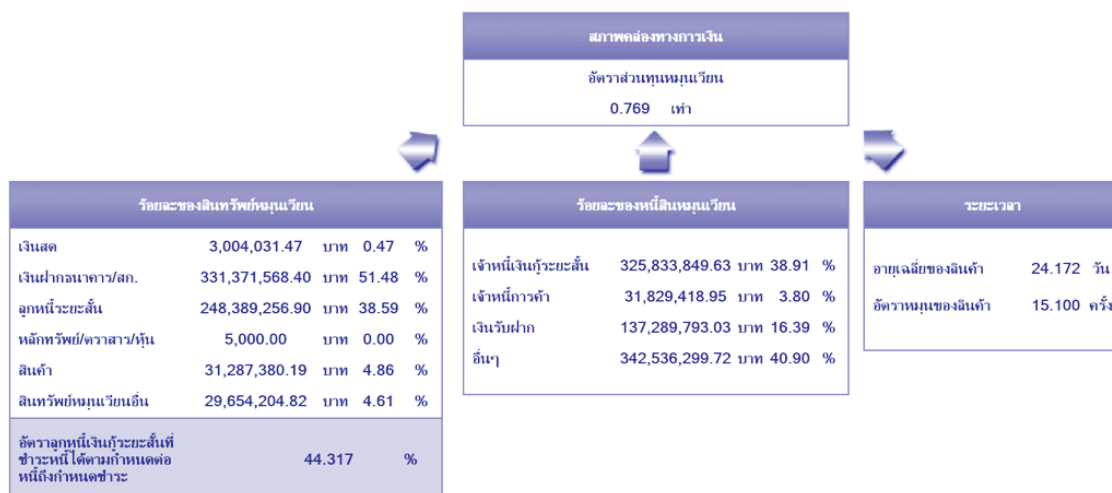 สภาพคล่องทางการเงิน
อัตราส่วนทุนหมุนเวียน
0.769 เท่า
ร้อยละของสินทรัพย์หมุนเวียน
เงินสด 3,004,031.47 บาท 0.47 %
เงินฝากธนาคาร/สก. 331,371,568.40 บาท 51.48 %
ลูกหนี้ระยะสั้น 248,389,256.90 บาท 38.59 %
หลักทรัพย์/ตราสาร/หุ้น 5,000.00 บาท 0.00 %
สินค้า 31,287,380.19 บาท 4.86 %
สินทรัพย์หมุนเวียนอื่น 29,654,204.82 บาท 4.61 %
อัตราลูกหนี้เงินกู้ระยะสั้นที่
ชำระหนี้ได้ตามกำหนดต่อ 44.317 %
หนี้ถึงกำหนดชำระ
ร้อยละของหนี้สินหมุนเวียน
เจ้าหนี้เงินกู้ระยะสั้น 325,833,849.63 บาท 38.91 %
เจ้าหนี้การค้า 31,829,418.95 บาท 3.80 %
เงินรับฝาก 137,289,793.03 บาท 16.39 %
อื่นๆ 342,536,299.72 บาท 40.90 %
ระยะเวลา
อายุเฉลี่ยของสินค้า 24.172 วัน
อัตราหมุนของสินค้า 15.100 ครั้ง